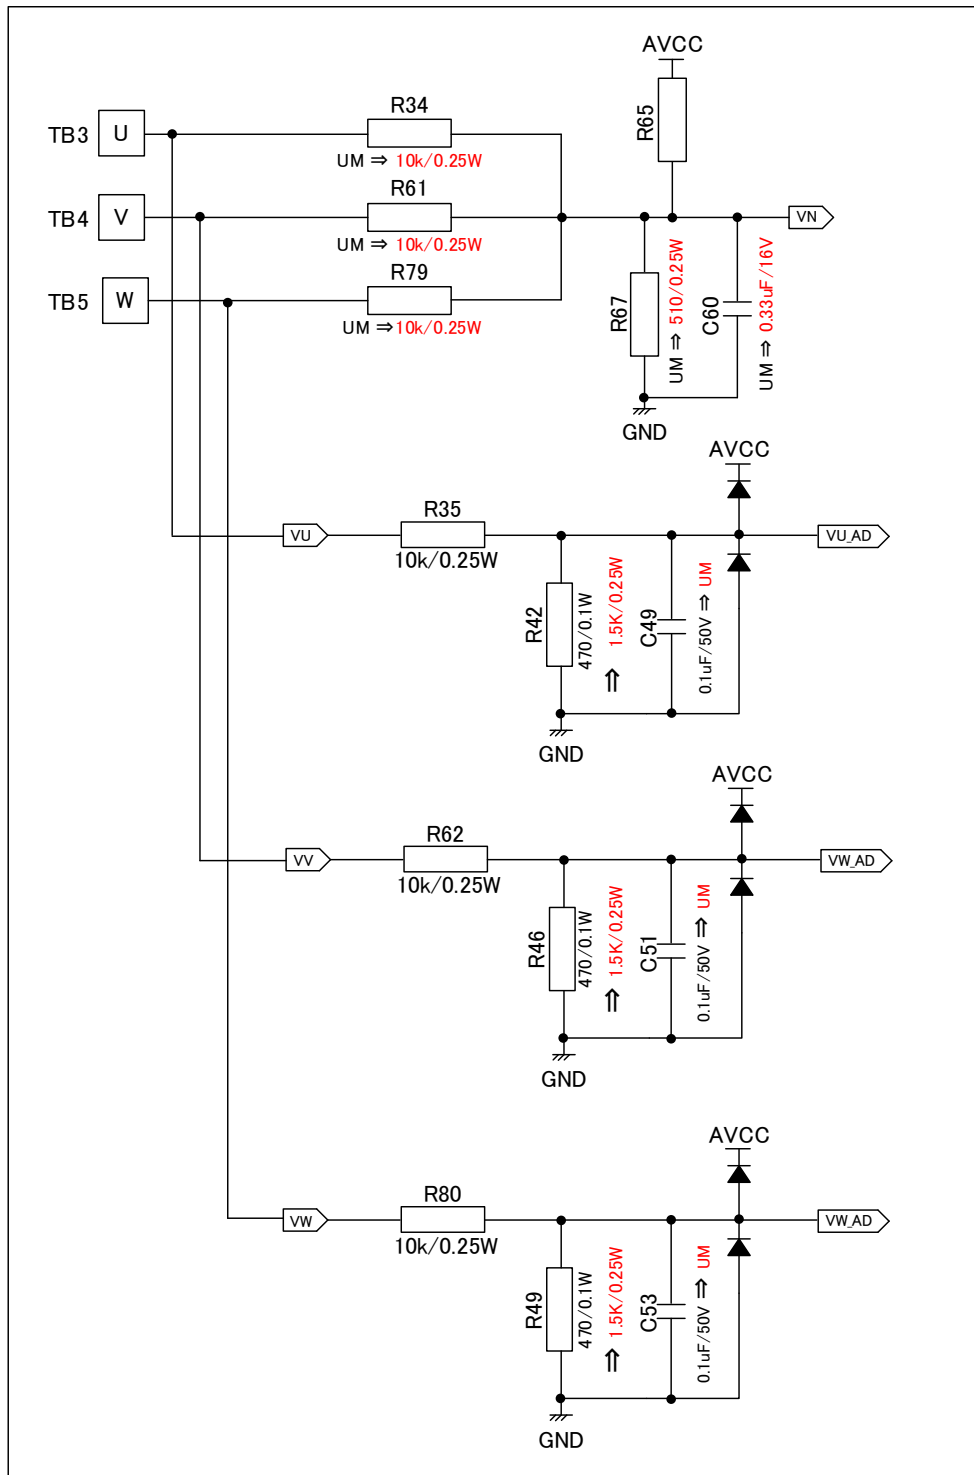 AVCC
R34
R65
TB3 U
UM ⇒ 10k/0.25W
R61
TB4 V
VN
UM ⇒ 10k/0.25W
R79
TB5 W
UM ⇒ 10k/0.25W
R67
UM ⇒ 510/0.25W
C60
UM ⇒ 0.33uF/16V
GND
AVCC
R35
VU
VU_AD
10k/0.25W
R42
470/0.1W
⇒ 1.5K/0.25W
C49
0.1uF/50V ⇒ UM
GND
AVCC
R62
VV
VW_AD
10k/0.25W
R46
470/0.1W
⇒ 1.5K/0.25W
C51
0.1uF/50V ⇒ UM
GND
AVCC
R80
VW
VW_AD
10k/0.25W
R49
470/0.1W
⇒ 1.5K/0.25W
C53
0.1uF/50V ⇒ UM
GND